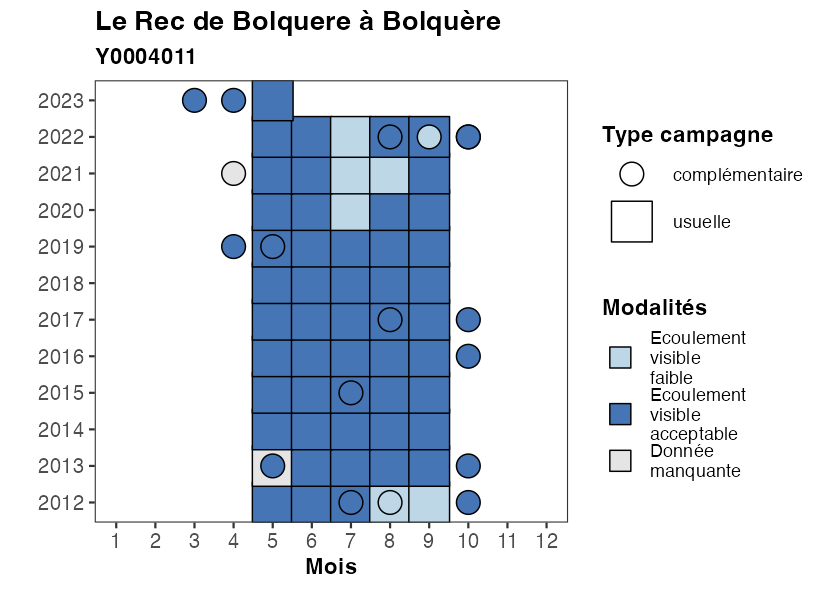 Le Rec de Bolquere à Bolquère
Y0004011
2023
2022
2021
2020
2019
2018
2017
2016
2015
2014
2013
2012
1 2 3 4 5 6 7 8 9 10 11 12
Mois
Type campagne
complémentaire
usuelle
Modalités
Ecoulement
visible
faible
Ecoulement
visible
acceptable
Donnée
manquante